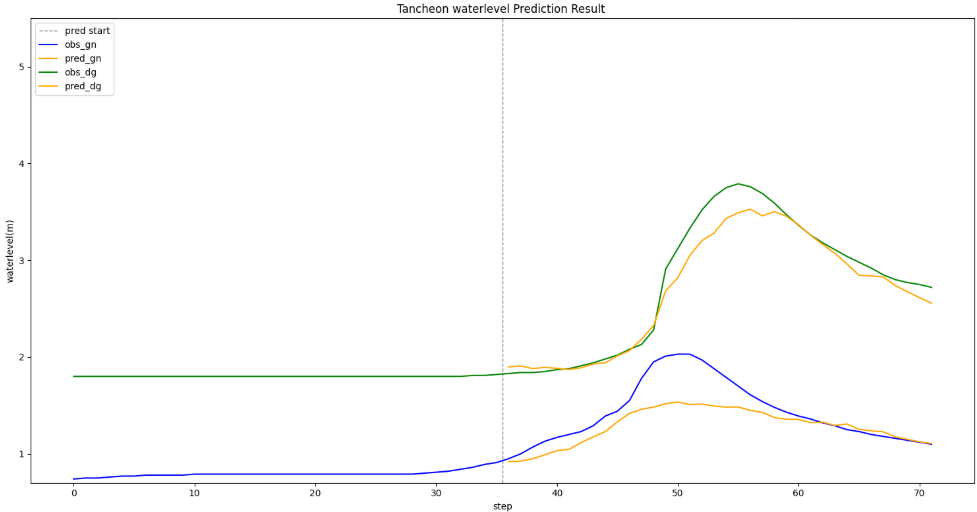 Tancheon waterlevel Prediction Result
pred start
obs_gn
pred_gn
obs_dg
pred_dg
5
4
3
2
1
waterlevel(m)
0
10
20
30
40
50
60
70
step